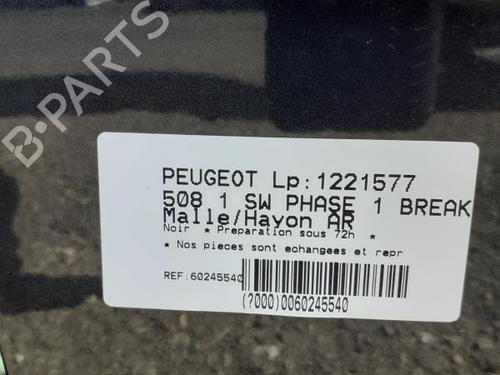 B-PARTS
PEUGEOT Lp:1221577
508 1 SW PHASE 1 BREAK
Malle/Hayon AR
Noir * Preparation sous 72h *
* Nos pieces sont echangees et repr
REF:60245540
(?000)0060245540